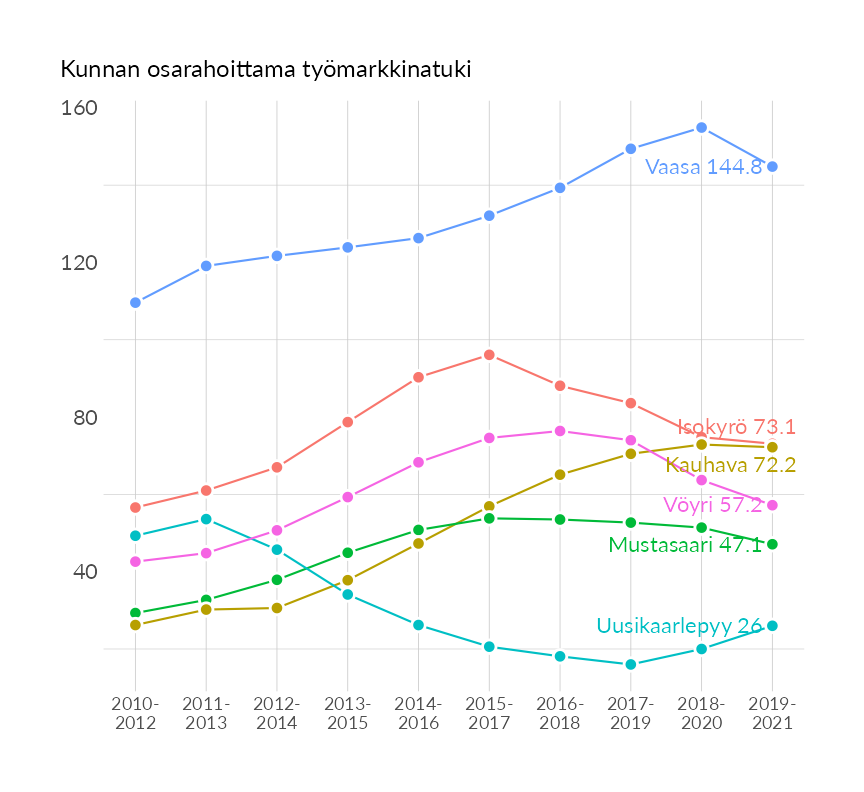 Kunnan osarahoittama työmarkkinatuki
160
120
80
40
Vaasa 144.8
Isokyrö 73.1
Kauhava 72.2
Vöyri 57.2
Mustasaari 47.1
Uusikaarlepyy 26
2010- 2011- 2012- 2013- 2014- 2015- 2016- 2017- 2018- 2019-
2012 2013 2014 2015 2016 2017 2018 2019 2020 2021